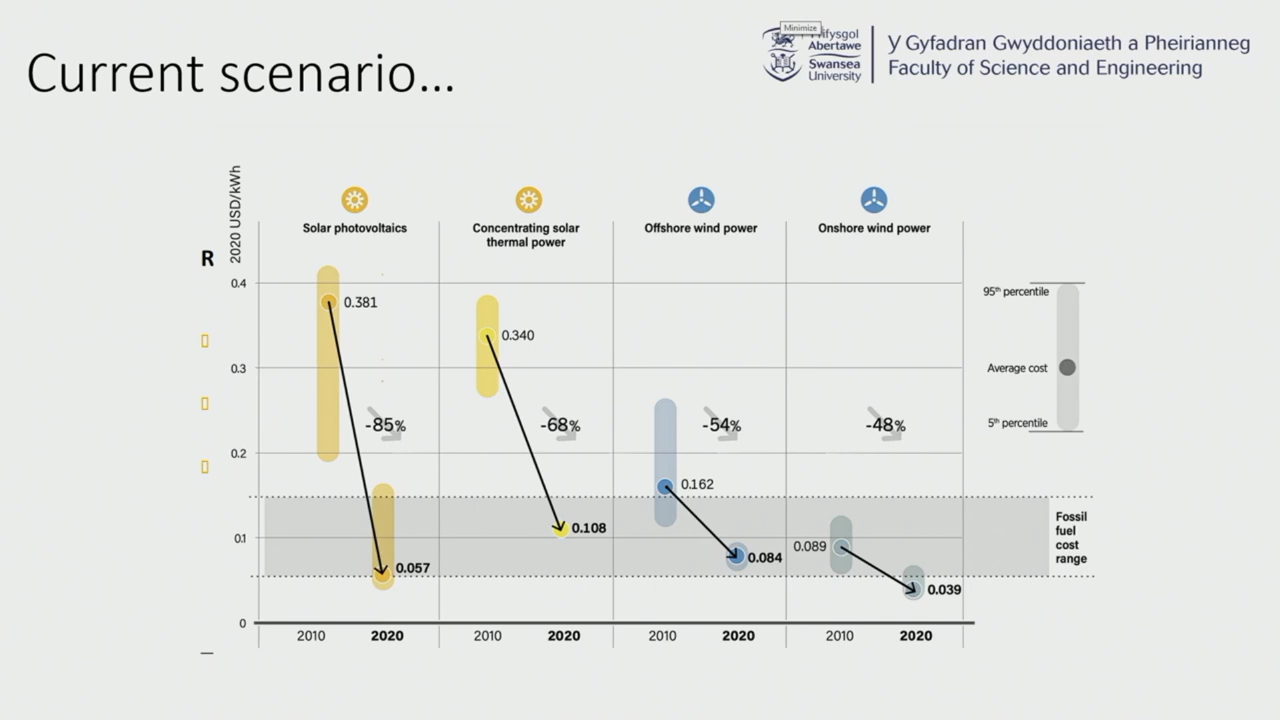 Current scenario...
Minimize
ifysgol
Abertawe
Swansea
University
Y Gyfadran Gwyddoniaeth a Pheirianneg
Faculty of Science and Engineering
2020 USD/kWh
R
Solar photovoltaics
Concentrating solar
thermal power
Offshore wind power
Onshore wind power
0.4
0.3
0.2
0.1
0
0.381
0.340
0.162
0.089
-85%
-68%
-54%
-48%
0.057
0.108
0.084
0.039
95th percentile
Average cost
5th percentile
Fossil
fuel
cost
range
2010 2020 2010 2020 2010 2020 2010 2020